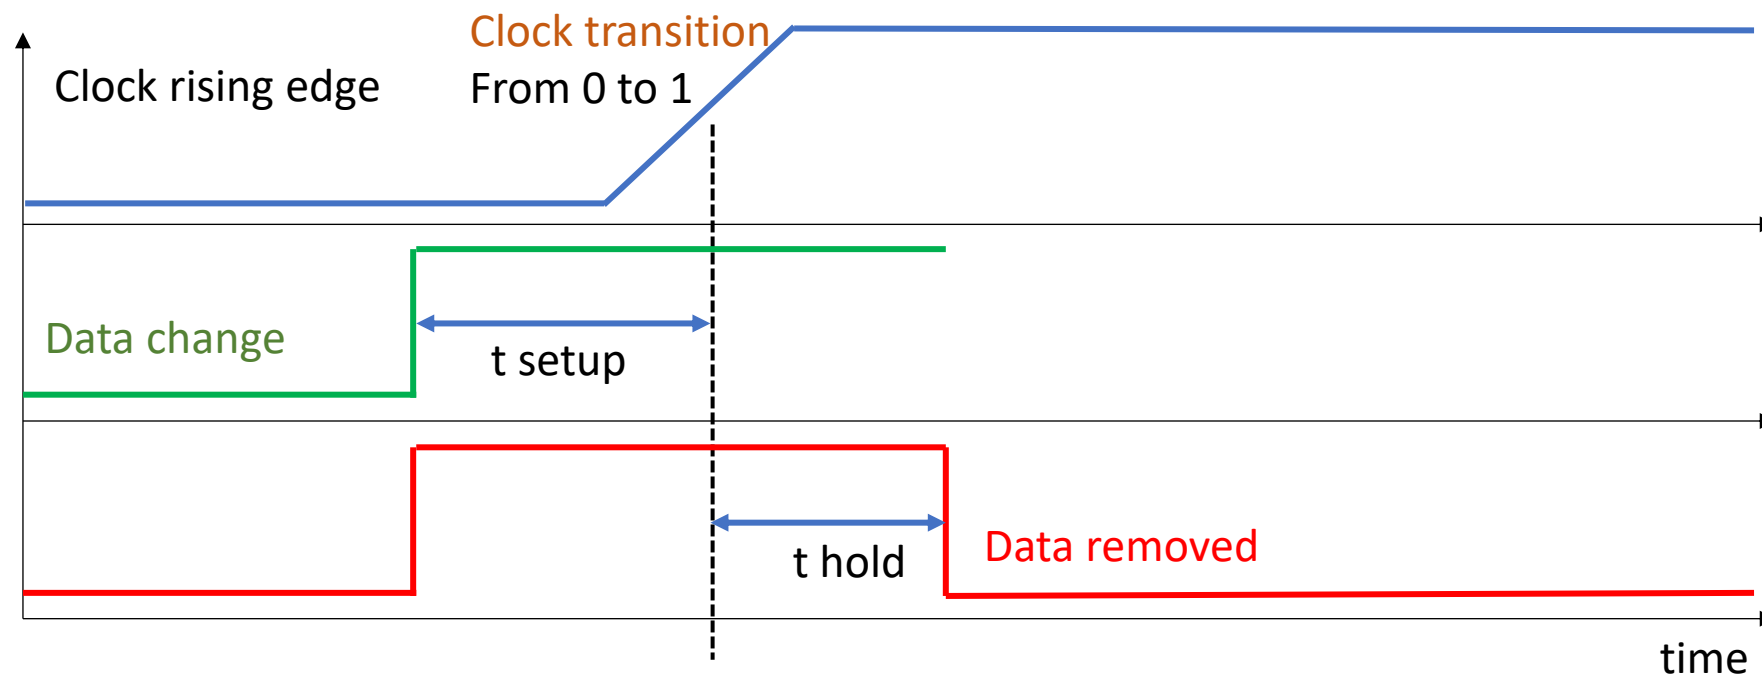 Clock transition
Clock rising edge
From 0 to 1
Data change
t setup
t hold
Data removed
time